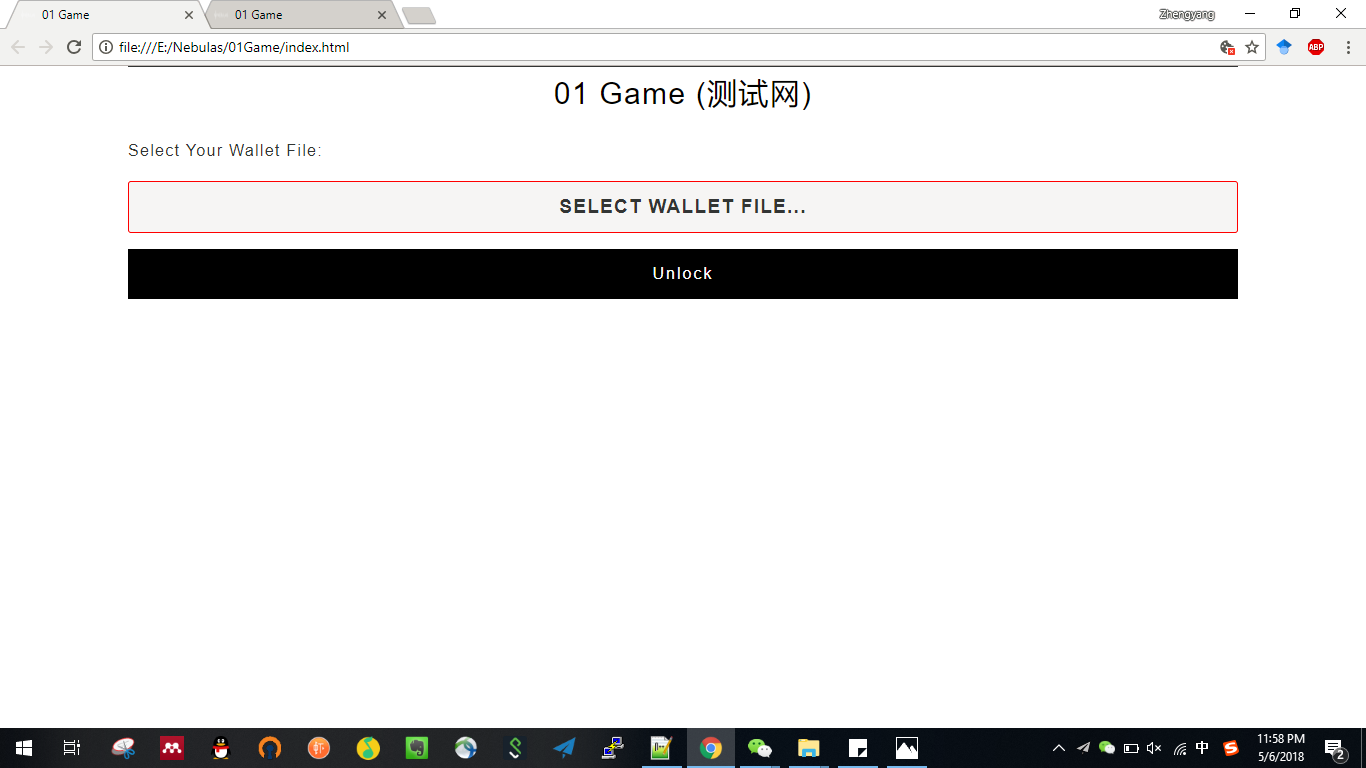 01 Game
01 Game
Zhengyang
file:///E:/Nebulas/01Game/index.html
ABP
01 Game (测试网)
Select Your Wallet File:
SELECT WALLET FILE...
Unlock
中
11:58 PM
5/6/2018
2